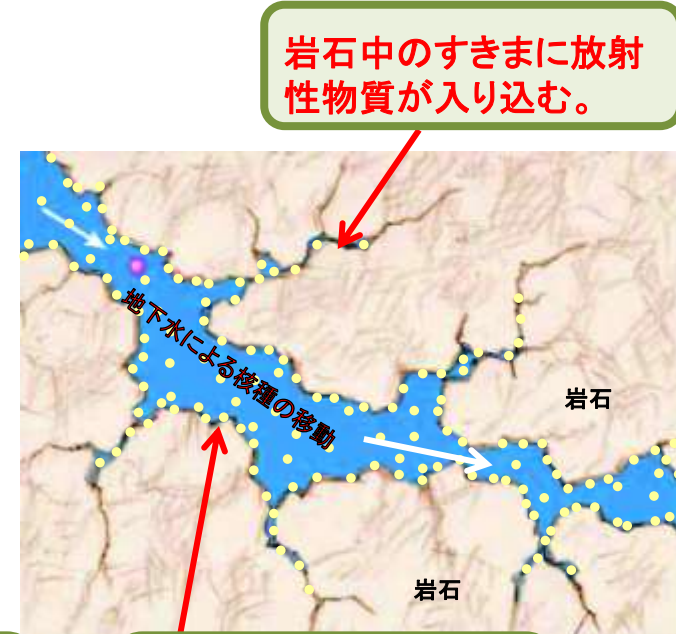 岩石中のすきまに放射
性物質が入り込む。
地下水による核種の移動
岩石
岩石